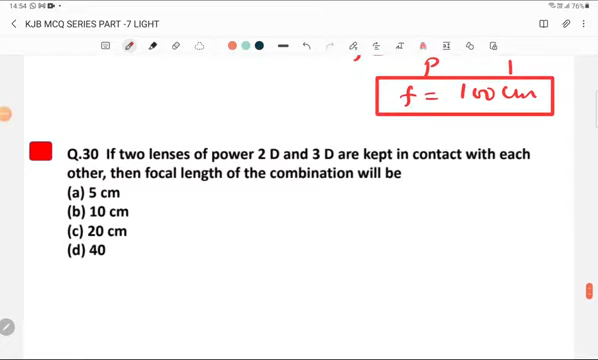 14:54
76%
KJB MCQ SERIES PART -7 LIGHT
P 1
f = 100 cm
Q.30 If two lenses of power 2 D and 3 D are kept in contact with each
other, then focal length of the combination will be
(a) 5 cm
(b) 10 cm
(c) 20 cm
(d) 40